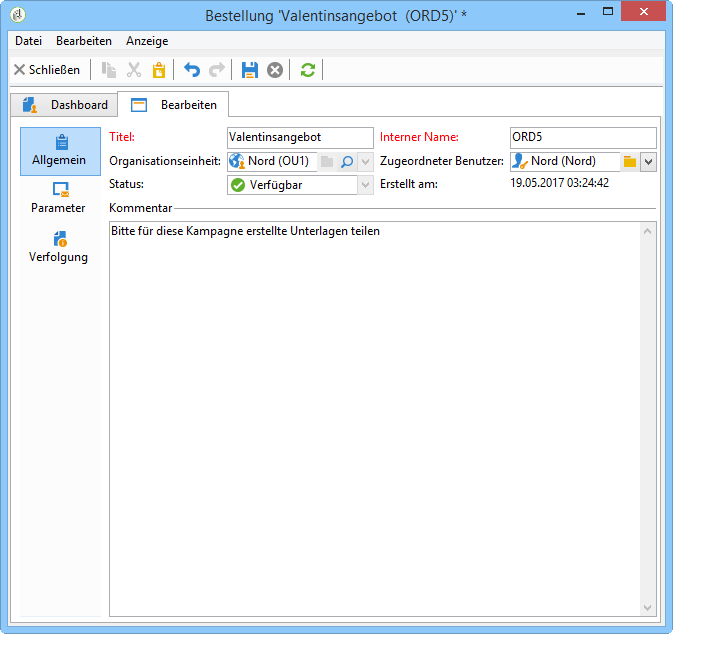 Bestellung 'Valentinsangebot (ORD5)' *
Datei Bearbeiten Anzeige
Schließen
Dashboard Bearbeiten
Allgemein
Parameter
Verfolgung
Titel: Valentinsangebot Interner Name: ORD5
Organisationseinheit: Nord (OU1) Zugeordneter Benutzer: Nord (Nord)
Status: Verfügbar Erstellt am: 19.05.2017 03:24:42
Kommentar
Bitte für diese Kampagne erstellte Unterlagen teilen